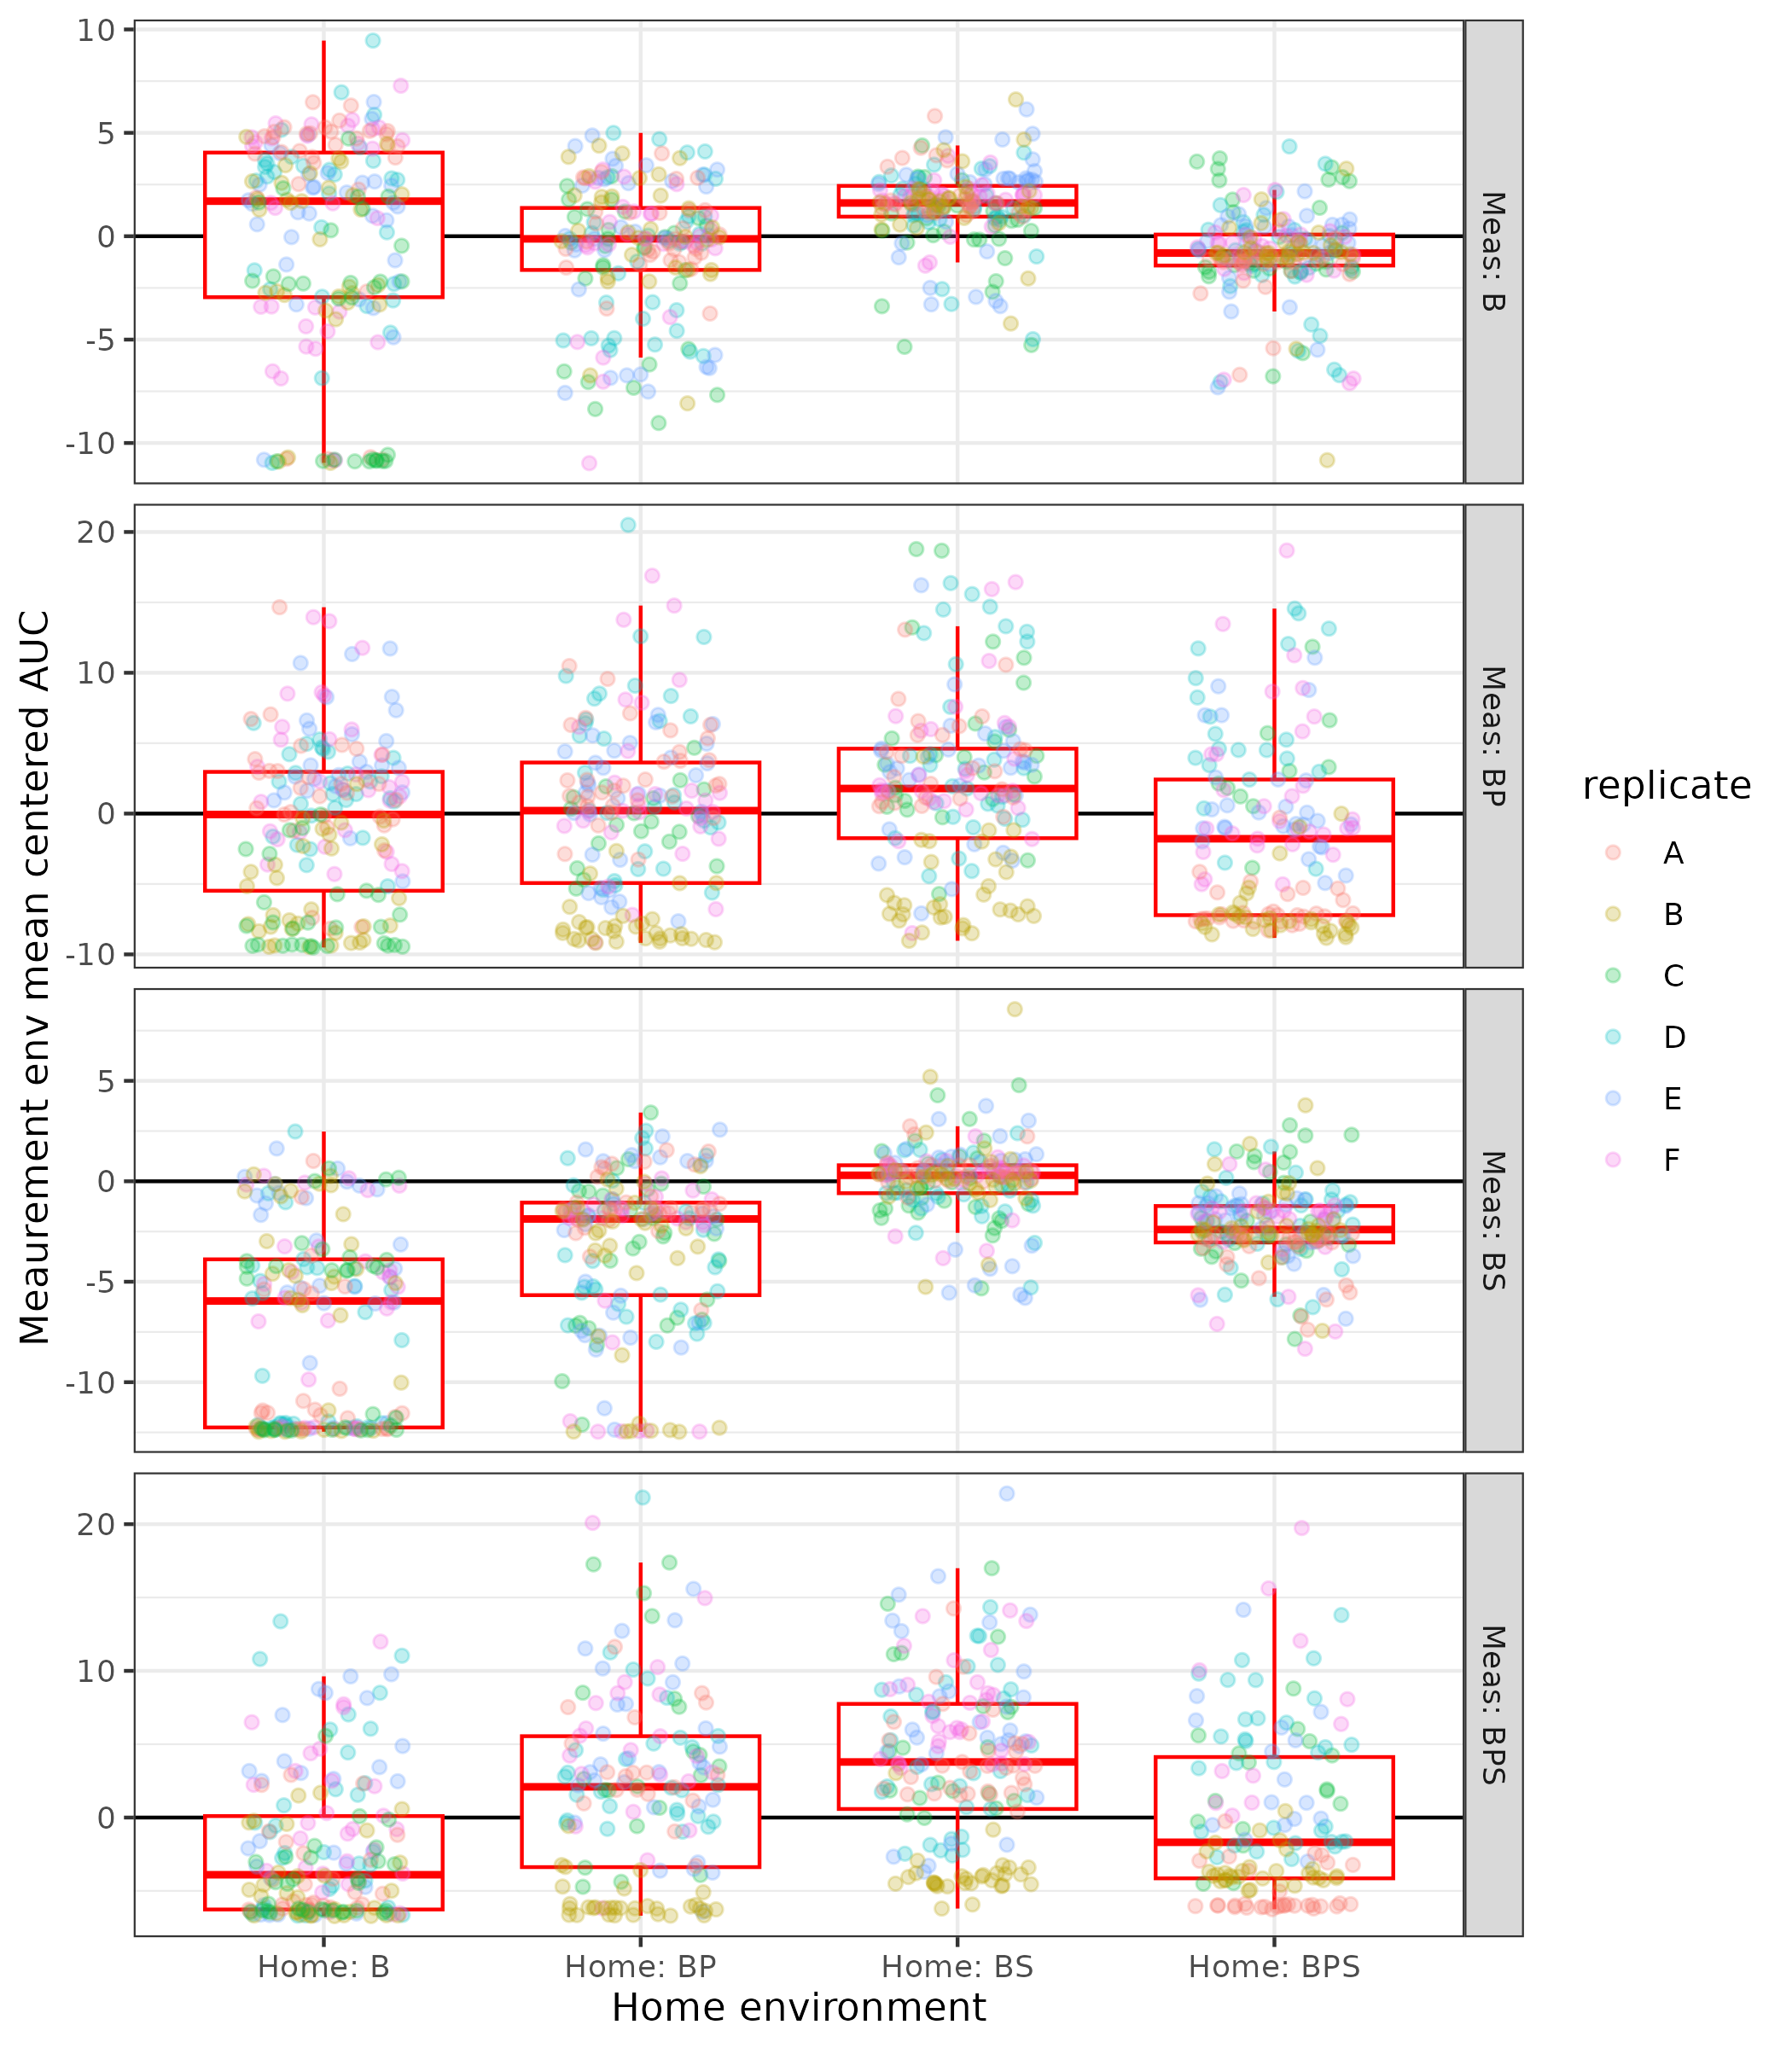 Meaurement env mean centered AUC
10
5
0
-5
-10
Meas: B
20
10
0
-10
Meas: BP
5
0
-5
-10
Meas: BS
20
10
0
Meas: BPS
Home: B
Home: BP
Home: BS
Home: BPS
Home environment
replicate
A
B
C
D
E
F